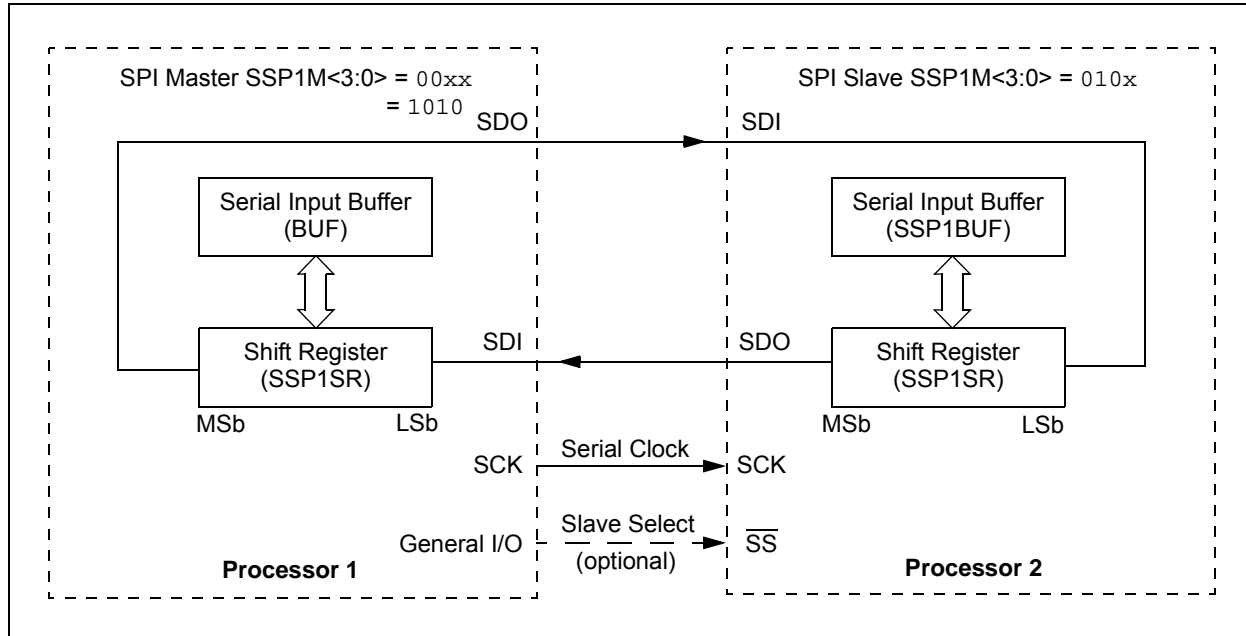 SPI Master SSP1M<3:0> = 00xx
= 1010
SDO
Serial Input Buffer
(BUF)
Shift Register
(SSP1SR)
MSb
LSb
SDI
SCK
General I/O
Processor 1
Serial Clock
Slave Select
(optional)
SPI Slave SSP1M<3:0> = 010x
SDI
Serial Input Buffer
(SSP1BUF)
SDO
Shift Register
(SSP1SR)
MSb
LSb
SCK
S̅S̅
Processor 2